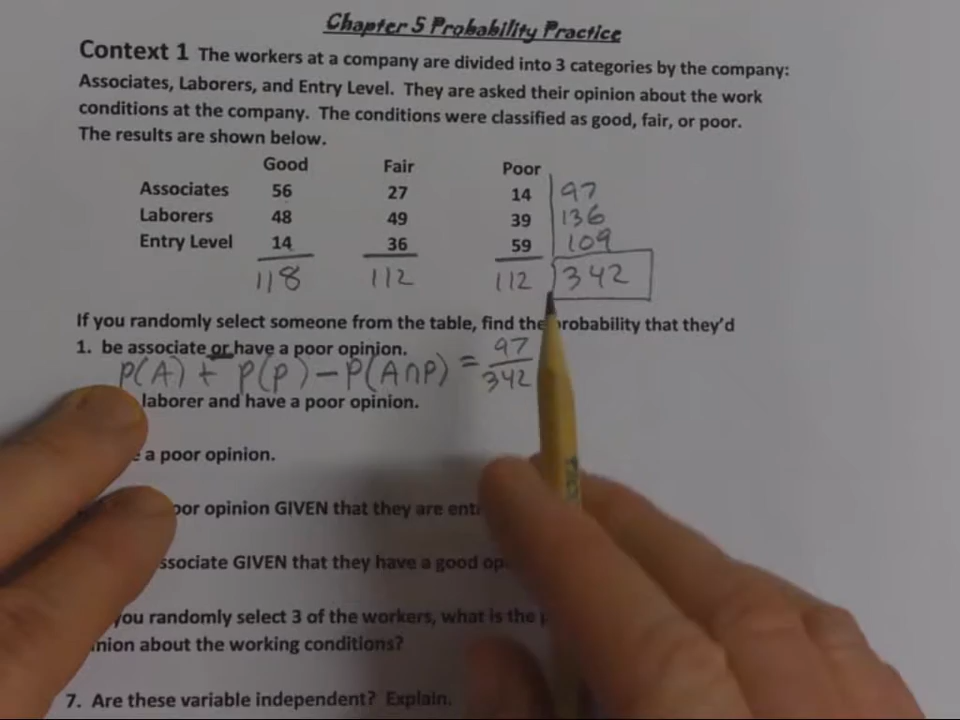 Chapter 5 Probability Practice
Context 1 The workers at a company are divided into 3 categories by the company:
Associates, Laborers, and Entry Level. They are asked their opinion about the work
conditions at the company. The conditions were classified as good, fair, or poor.
The results are shown below.
Good Fair Poor
Associates 56 27 14 97
Laborers 48 49 39 136
Entry Level 14 36 59 109
118 112 112 342
If you randomly select someone from the table, find the probability that they'd
1. be associate or have a poor opinion.
P(A) + P(P) - P(A∩P) = 97/342
laborer and have a poor opinion.
a poor opinion.
opinion GIVEN that they are
GIVEN that they have a good
you randomly select 3 of the workers, what is the
about the working conditions?
7. Are these variable independent? Explain.